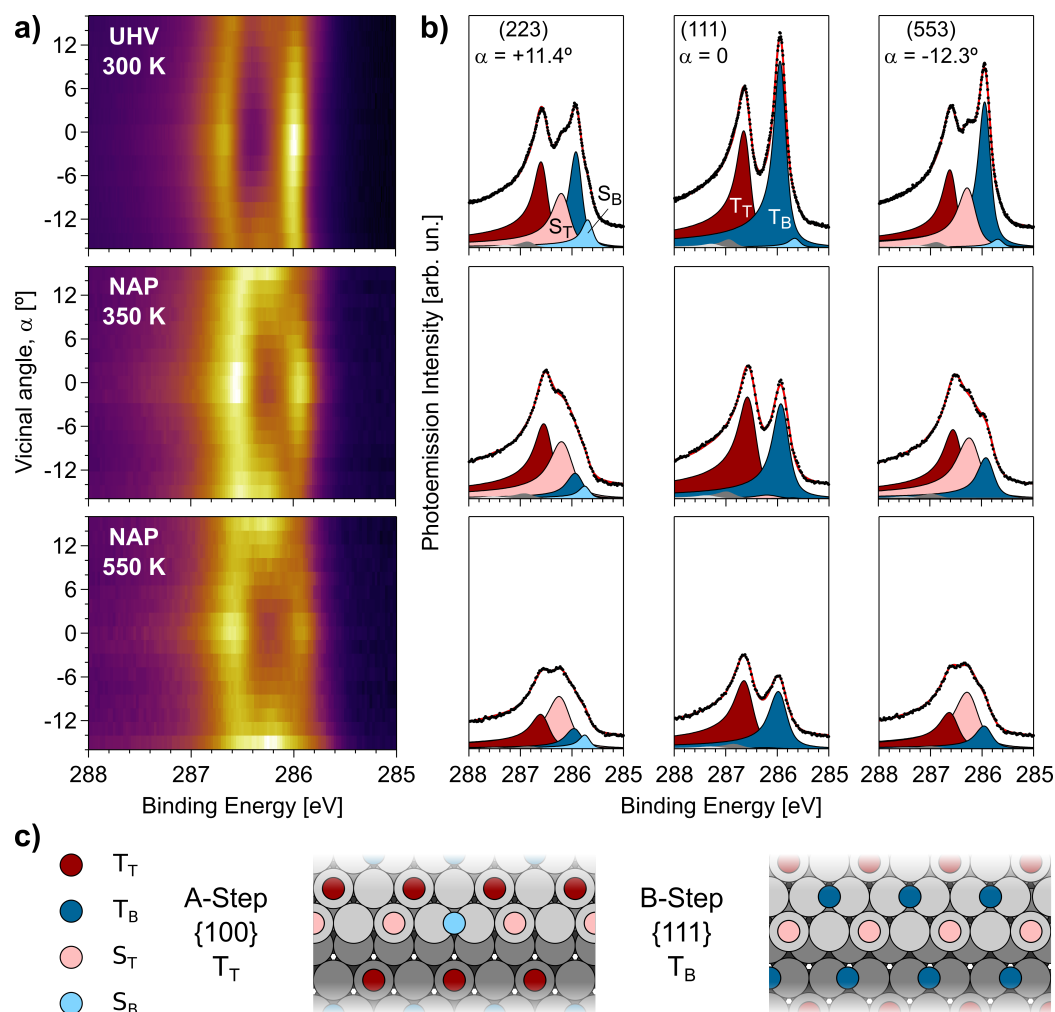 a)
UHV
300 K
12
6
0
-6
-12
NAP
350 K
12
6
0
-6
-12
NAP
550 K
12
6
0
-6
-12
Vicinal angle, α [º]
288 287 286 285
Binding Energy [eV]
b)
(223)
α = +11.4º
S_T
S_B
(111)
α = 0
T_T
T_B
(553)
α = -12.3º
Photoemission Intensity [arb. un.]
288 287 286 285
288 287 286 285
288 287 286 285
Binding Energy [eV]
c)
T_T
T_B
S_T
S_B
A-Step
{100}
T_T
B-Step
{111}
T_B